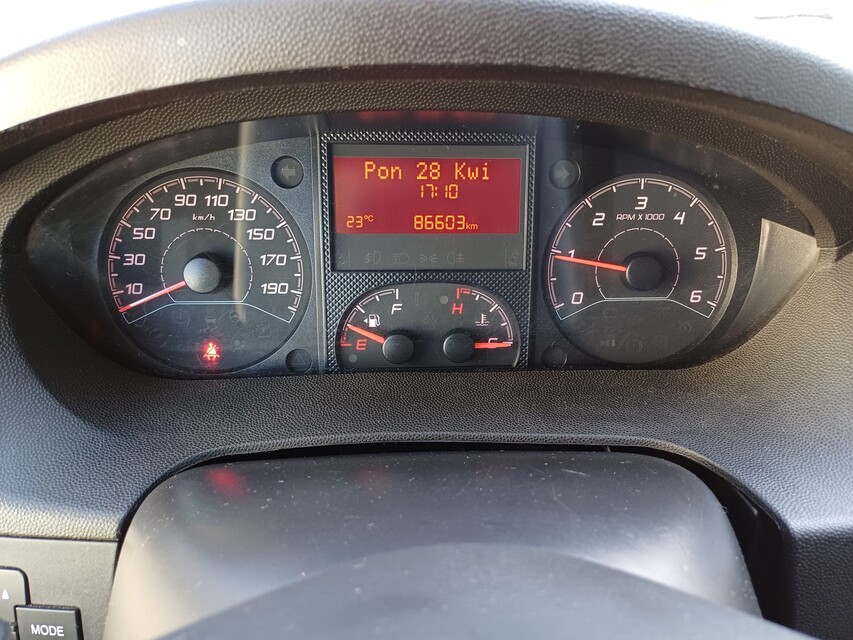 Pon 28 Kwi
17:10
23°C 86603km
10 30 50 70 90 110 130 150 170 190
km/h
E F
H C
0 1 2 3 4 5 6
RPM X 1000
MODE